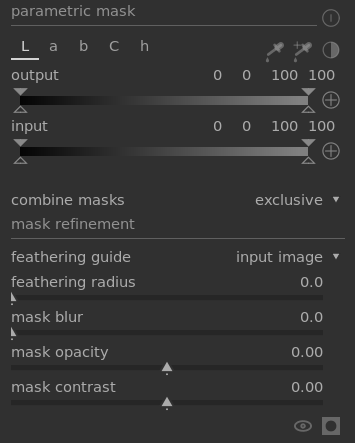 parametric mask
L a b C h
output 0 0 100 100
input 0 0 100 100
combine masks exclusive
mask refinement
feathering guide input image
feathering radius 0.0
mask blur 0.0
mask opacity 0.00
mask contrast 0.00